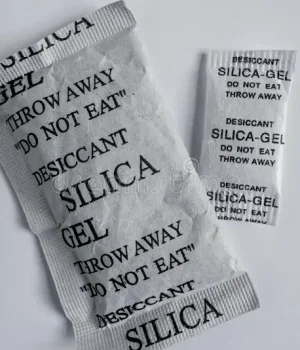 SILICA
GEL
THROW AWAY
"DO NOT EAT"
DESICCANT
SILICA
GEL
THROW AWAY
"DO NOT EAT"
DESICCANT
SILICA
DESICCANT
SILICA-GEL
DO NOT EAT
THROW AWAY
DESICCANT
SILICA-GEL
DO NOT EAT
THROW AWAY
DESICCANT
SILICA-GEL
DO NOT EAT
THROW AWAY